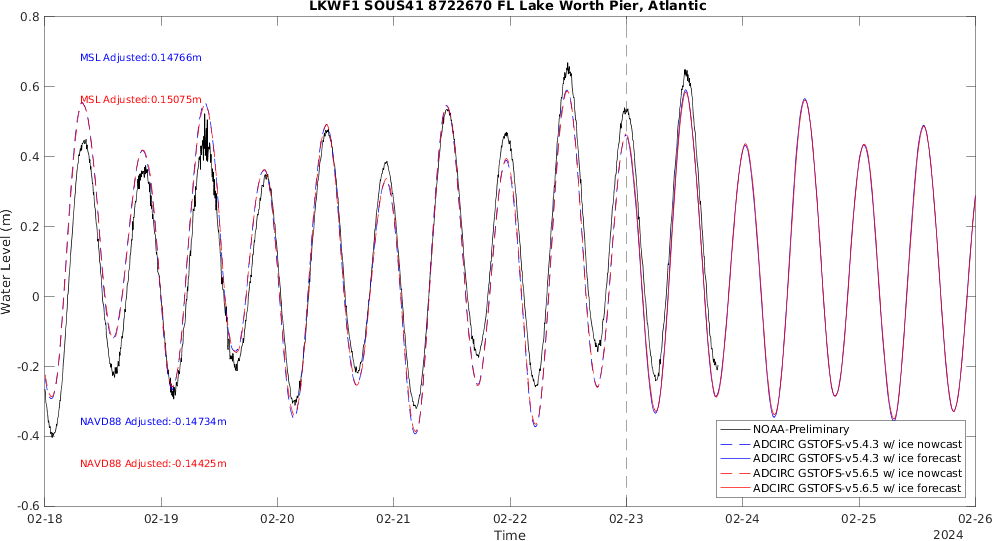 LKWF1 SOUS41 8722670 FL Lake Worth Pier, Atlantic
0.8
0.6
0.4
0.2
0
-0.2
-0.4
-0.6
Water Level (m)
MSL Adjusted:0.14766m
MSL Adjusted:0.15075m
NAVD88 Adjusted:-0.14734m
NAVD88 Adjusted:-0.14425m
NOAA-Preliminary
ADCIRC GSTOFS-v5.4.3 w/ ice nowcast
ADCIRC GSTOFS-v5.4.3 w/ ice forecast
ADCIRC GSTOFS-v5.6.5 w/ ice nowcast
ADCIRC GSTOFS-v5.6.5 w/ ice forecast
02-18 02-19 02-20 02-21 02-22 02-23 02-24 02-25 02-26
Time
2024